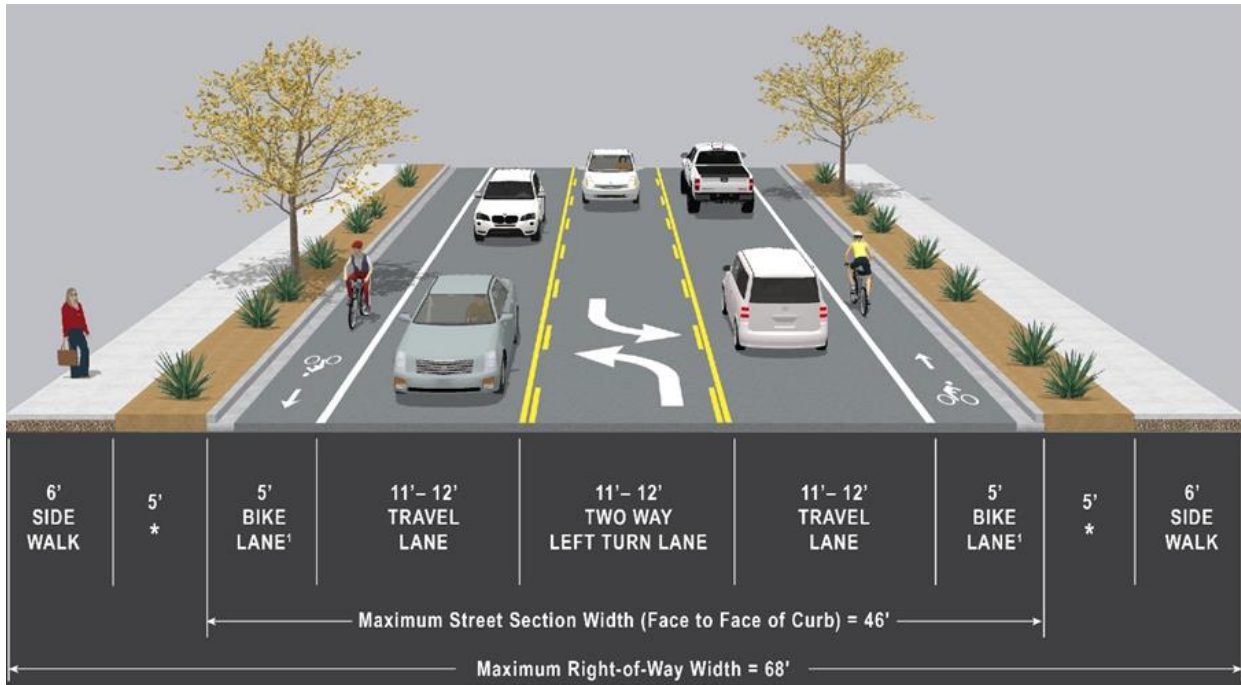 6'
SIDE
WALK
5'
*
5'
BIKE
LANE¹
11'– 12'
TRAVEL
LANE
11'– 12'
TWO WAY
LEFT TURN LANE
11'– 12'
TRAVEL
LANE
5'
BIKE
LANE¹
5'
*
6'
SIDE
WALK
Maximum Street Section Width (Face to Face of Curb) = 46'
Maximum Right-of-Way Width = 68'